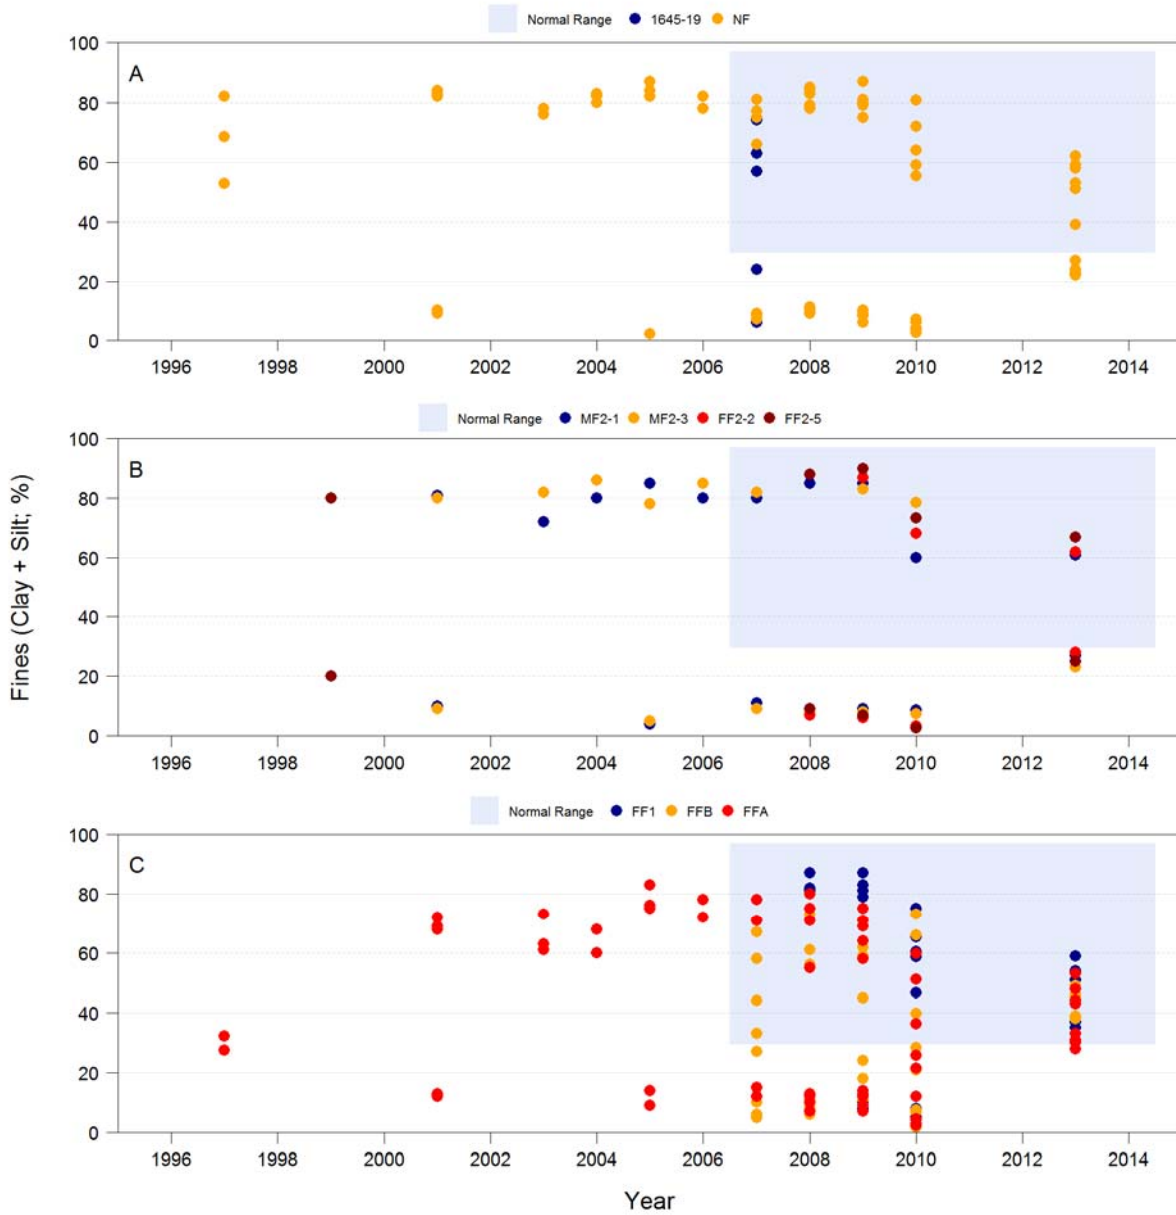 Normal Range 1645-19 NF
A
100
80
60
40
20
0
1996 1998 2000 2002 2004 2006 2008 2010 2012 2014
Normal Range MF2-1 MF2-3 FF2-2 FF2-5
B
100
80
60
40
20
0
1996 1998 2000 2002 2004 2006 2008 2010 2012 2014
Fines (Clay + Silt; %)
Normal Range FF1 FFB FFA
C
100
80
60
40
20
0
1996 1998 2000 2002 2004 2006 2008 2010 2012 2014
Year